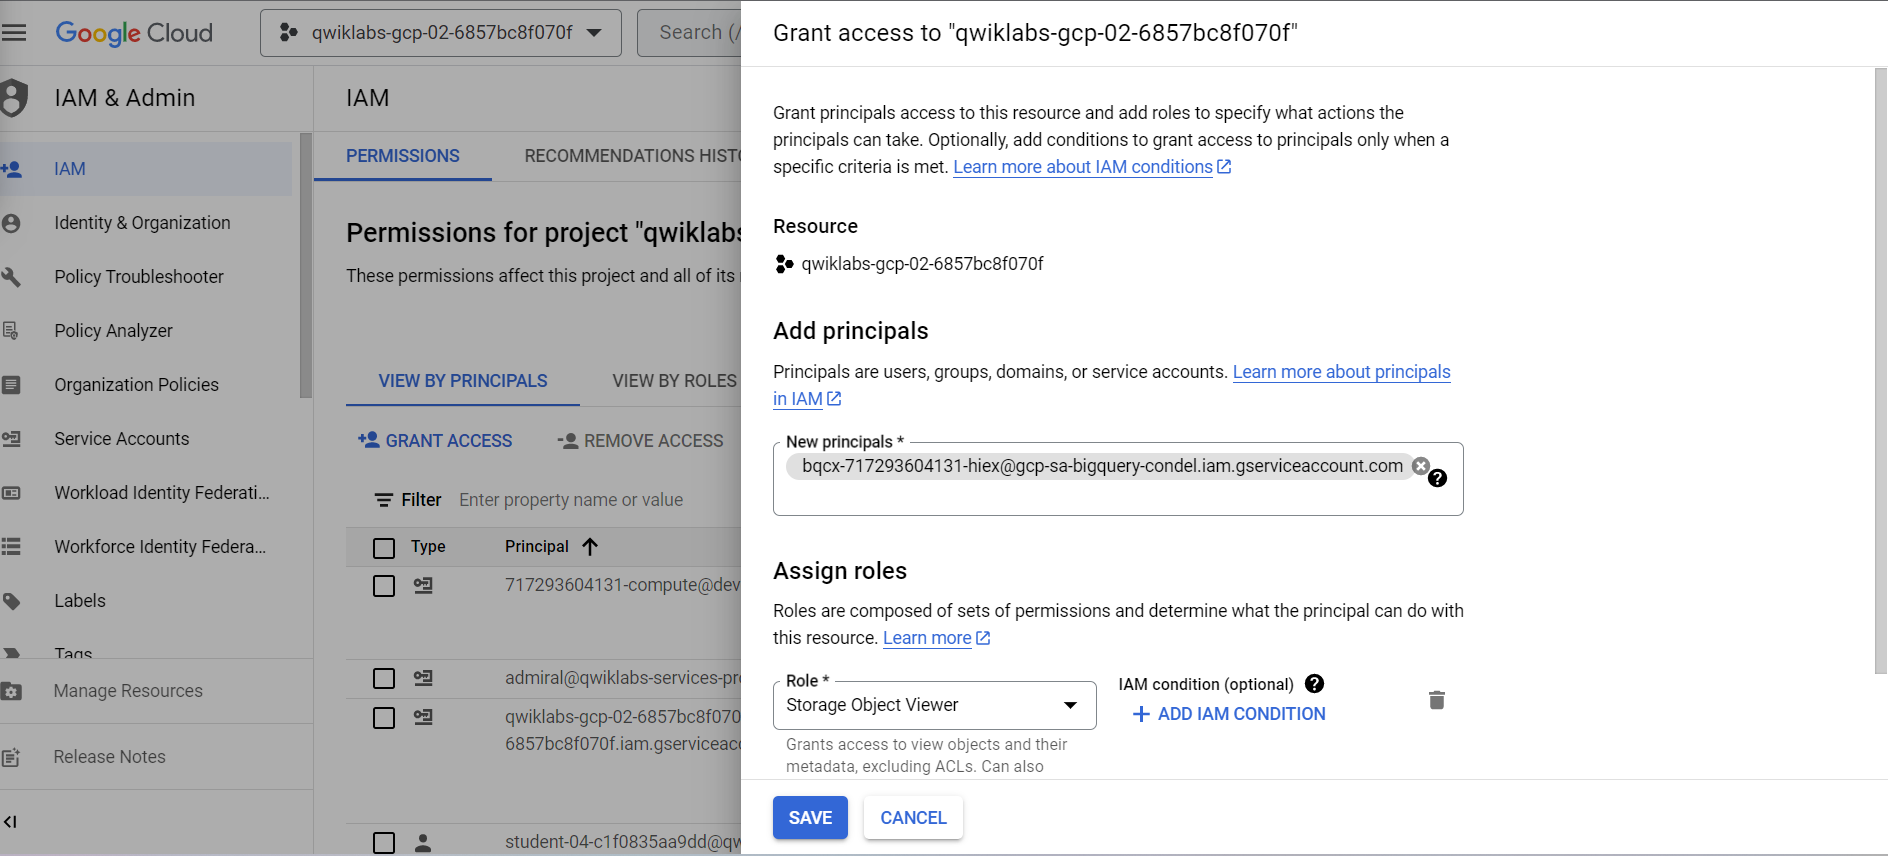 Google Cloud
qwiklabs-gcp-02-6857bc8f070f
Search (/
IAM & Admin
IAM
Identity & Organization
Policy Troubleshooter
Policy Analyzer
Organization Policies
Service Accounts
Workload Identity Federati...
Workforce Identity Federa...
Labels
Tags
Manage Resources
Release Notes
IAM
PERMISSIONS
RECOMMENDATIONS HISTO
Permissions for project "qwiklabs
These permissions affect this project and all of its
VIEW BY PRINCIPALS
VIEW BY ROLES
GRANT ACCESS
REMOVE ACCESS
Filter Enter property name or value
Type Principal
717293604131-compute@dev
admiral@qwiklabs-services-pr
qwiklabs-gcp-02-6857bc8f070
6857bc8f070f.iam.gserviceac
student-04-c1f0835aa9dd@qw
Grant access to "qwiklabs-gcp-02-6857bc8f070f"
Grant principals access to this resource and add roles to specify what actions the
principals can take. Optionally, add conditions to grant access to principals only when a
specific criteria is met. Learn more about IAM conditions
Resource
qwiklabs-gcp-02-6857bc8f070f
Add principals
Principals are users, groups, domains, or service accounts. Learn more about principals
in IAM
New principals *
bqcx-717293604131-hiex@gcp-sa-bigquery-condel.iam.gserviceaccount.com
Assign roles
Roles are composed of sets of permissions and determine what the principal can do with
this resource. Learn more
Role *
Storage Object Viewer
IAM condition (optional)
+ ADD IAM CONDITION
Grants access to view objects and their
metadata, excluding ACLs. Can also
SAVE
CANCEL